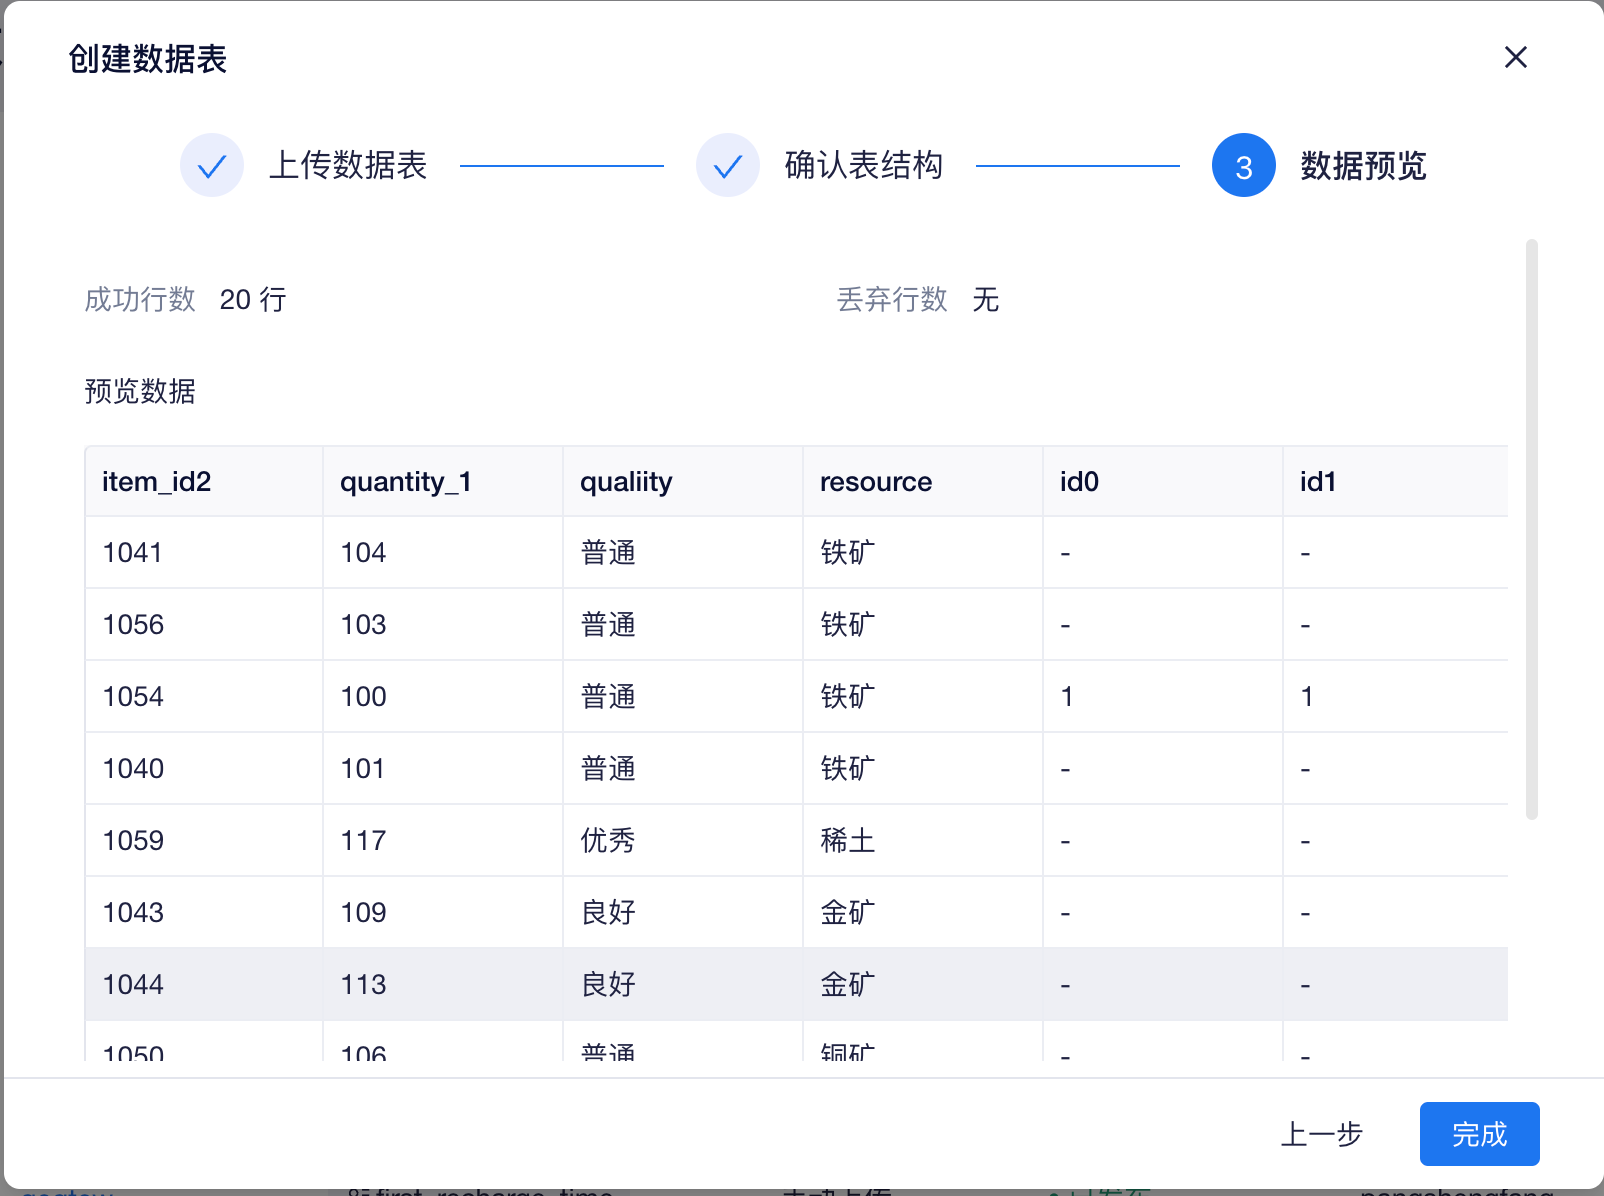 创建数据表
上传数据表 确认表结构 3 数据预览
成功行数 20 行 丢弃行数 无
预览数据
item_id2 quantity_1 qualiity resource id0 id1
1041 104 普通 铁矿 - -
1056 103 普通 铁矿 - -
1054 100 普通 铁矿 1 1
1040 101 普通 铁矿 - -
1059 117 优秀 稀土 - -
1043 109 良好 金矿 - -
1044 113 良好 金矿 - -
1050 106 普通 铜矿 - -
上一步 完成
first_recharge_time